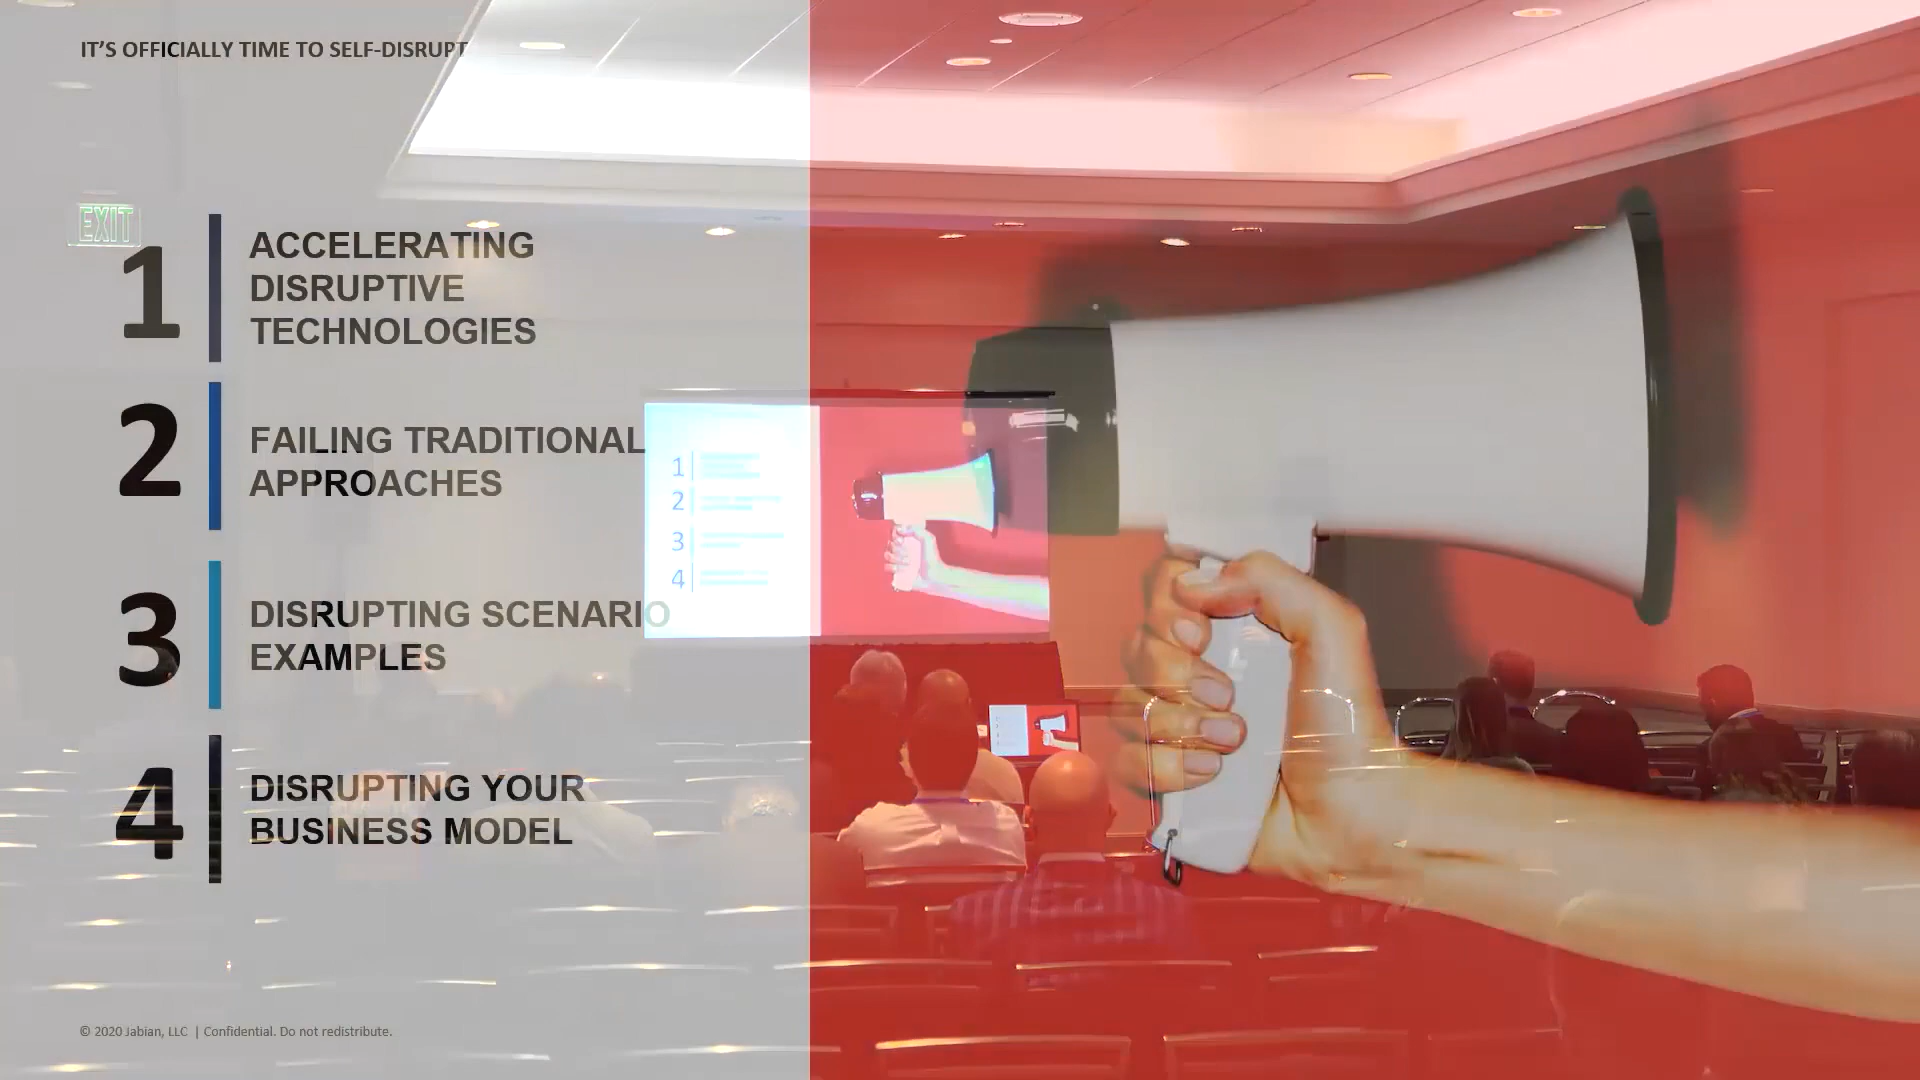 IT'S OFFICIALLY TIME TO SELF-DISRUPT
EXIT
1
ACCELERATING
DISRUPTIVE
TECHNOLOGIES
2
FAILING TRADITIONAL
APPROACHES
3
DISRUPTING SCENARIO
EXAMPLES
4
DISRUPTING YOUR
BUSINESS MODEL
1
2
3
4
© 2020 Jabian, LLC | Confidential. Do not redistribute.